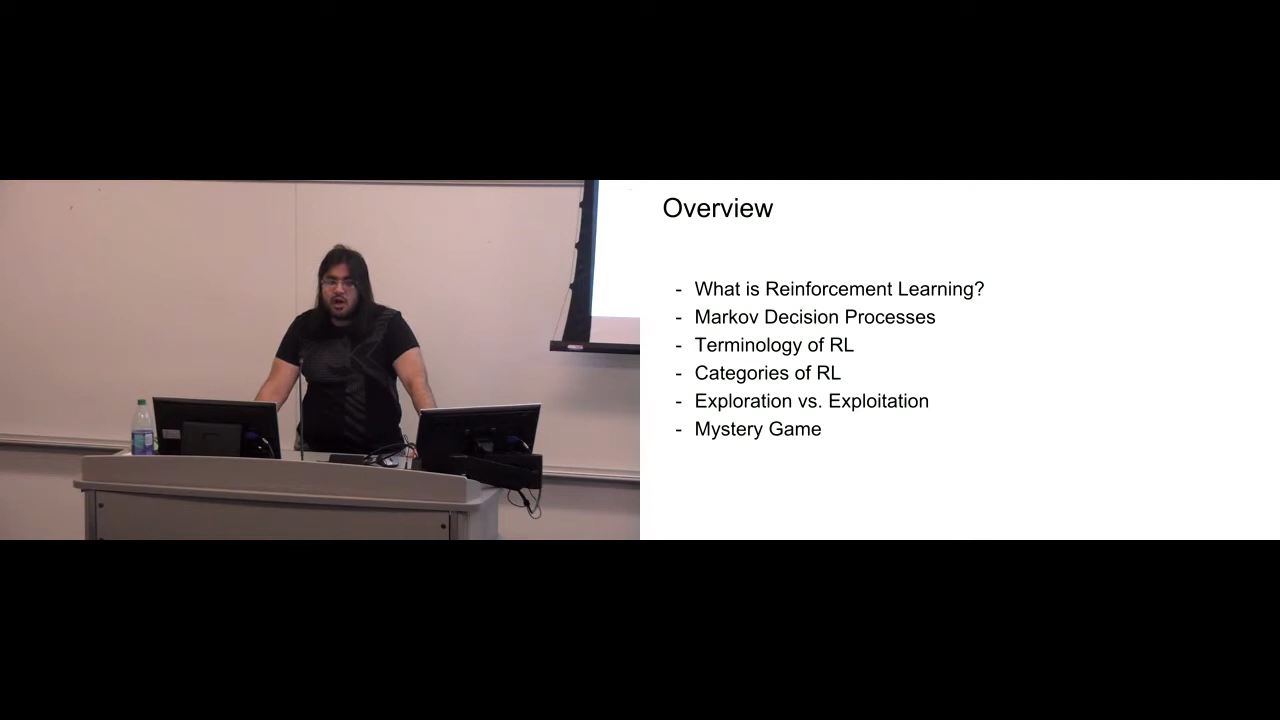 Overview
- What is Reinforcement Learning?
- Markov Decision Processes
- Terminology of RL
- Categories of RL
- Exploration vs. Exploitation
- Mystery Game